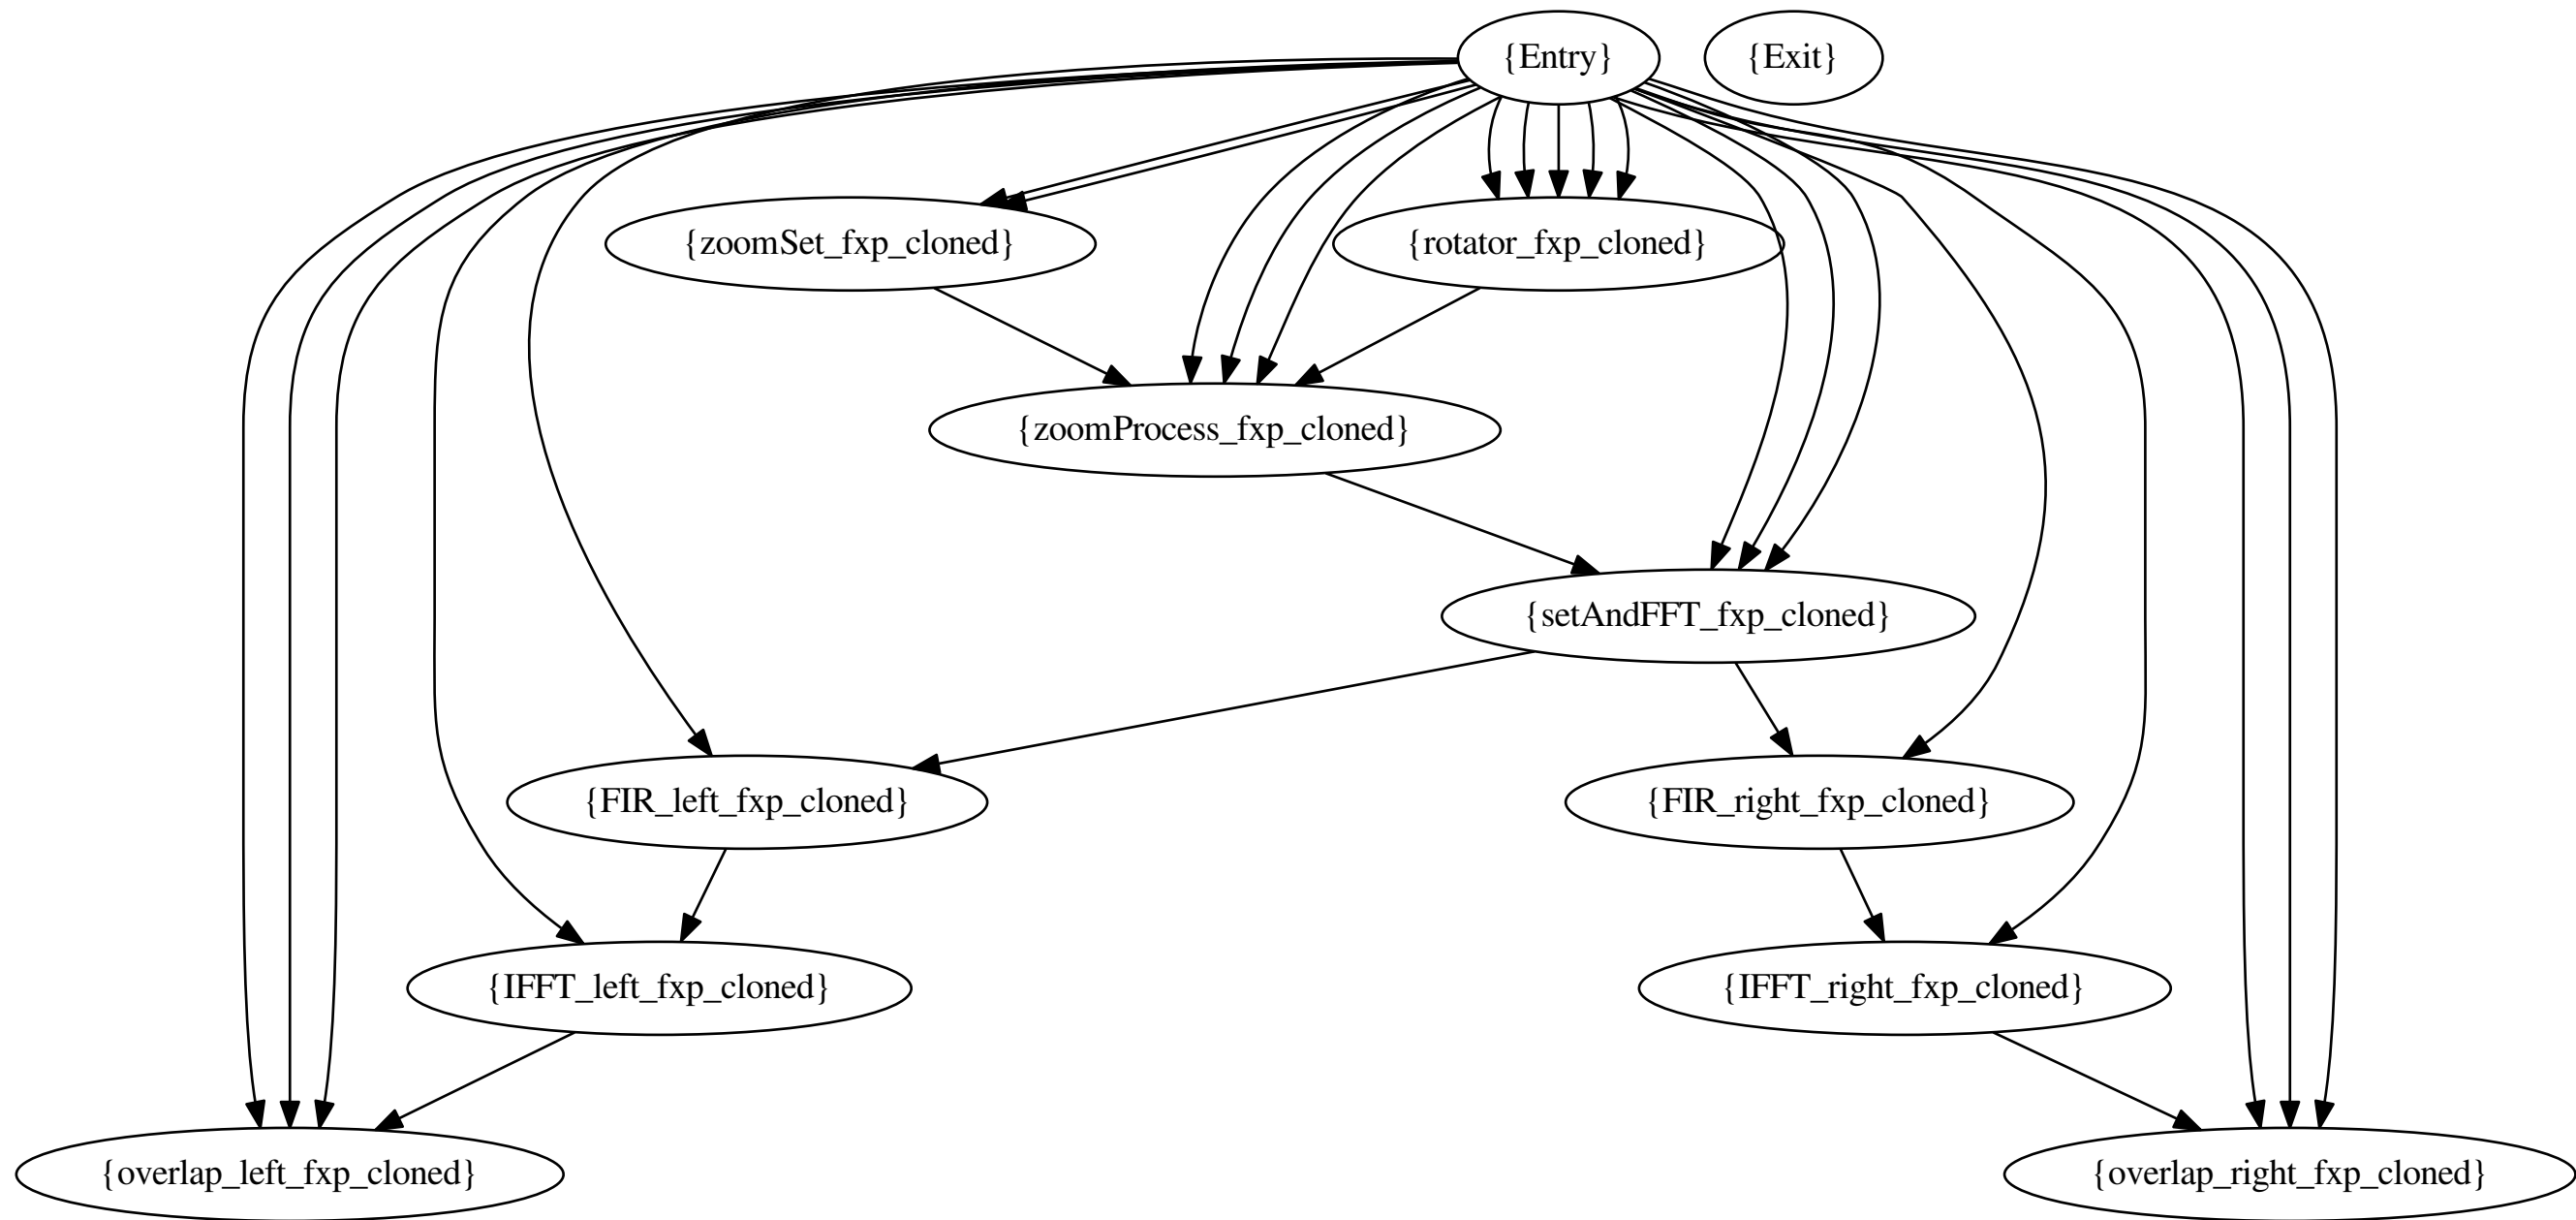 {Entry}
{Exit}
{zoomSet_fxp_cloned}
{rotator_fxp_cloned}
{zoomProcess_fxp_cloned}
{setAndFFT_fxp_cloned}
{FIR_left_fxp_cloned}
{FIR_right_fxp_cloned}
{IFFT_left_fxp_cloned}
{IFFT_right_fxp_cloned}
{overlap_left_fxp_cloned}
{overlap_right_fxp_cloned}